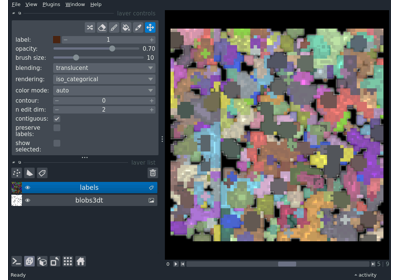 File View Plugins Window Help
layer controls
label: 1
opacity: 0.70
brush size: 10
blending: translucent
rendering: iso_categorical
color mode: auto
contour: 0
n edit dim: 2
contiguous:
preserve
labels:
show
selected:
layer list
labels
blobs3dt
Ready
activity